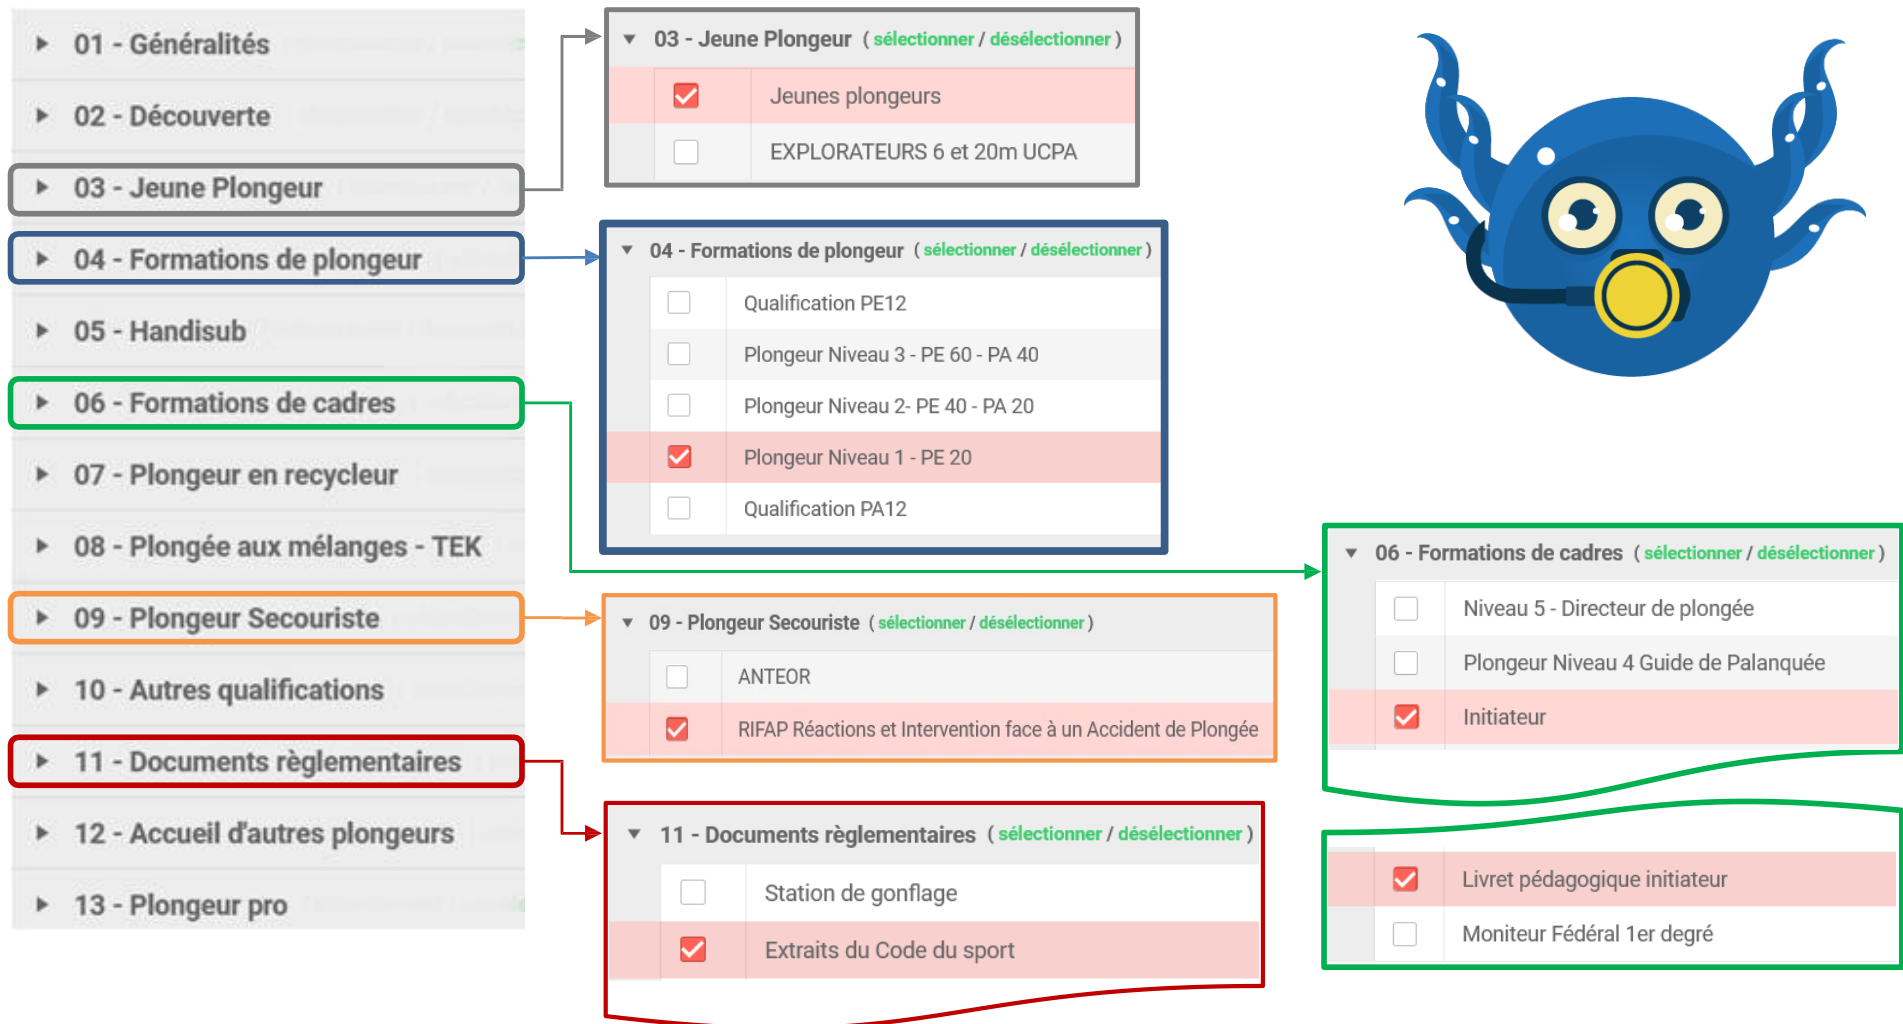 01 - Généralités
02 - Découverte
03 - Jeune Plongeur
04 - Formations de plongeur
05 - Handisub
06 - Formations de cadres
07 - Plongeur en recycleur
08 - Plongée aux mélanges - TEK
09 - Plongeur Secouriste
10 - Autres qualifications
11 - Documents règlementaires
12 - Accueil d'autres plongeurs
13 - Plongeur pro
03 - Jeune Plongeur ( sélectionner / désélectionner )
Jeunes plongeurs
EXPLORATEURS 6 et 20m UCPA
04 - Formations de plongeur ( sélectionner / désélectionner )
Qualification PE12
Plongeur Niveau 3 - PE 60 - PA 40
Plongeur Niveau 2- PE 40 - PA 20
Plongeur Niveau 1 - PE 20
Qualification PA12
09 - Plongeur Secouriste ( sélectionner / désélectionner )
ANTEOR
RIFAP Réactions et Intervention face à un Accident de Plongée
11 - Documents règlementaires ( sélectionner / désélectionner )
Station de gonflage
Extraits du Code du sport
06 - Formations de cadres ( sélectionner / désélectionner )
Niveau 5 - Directeur de plongée
Plongeur Niveau 4 Guide de Palanquée
Initiateur
Livret pédagogique initiateur
Moniteur Fédéral 1er degré